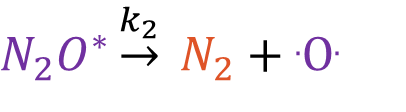 N₂O* →k₂ N₂ + ·O·